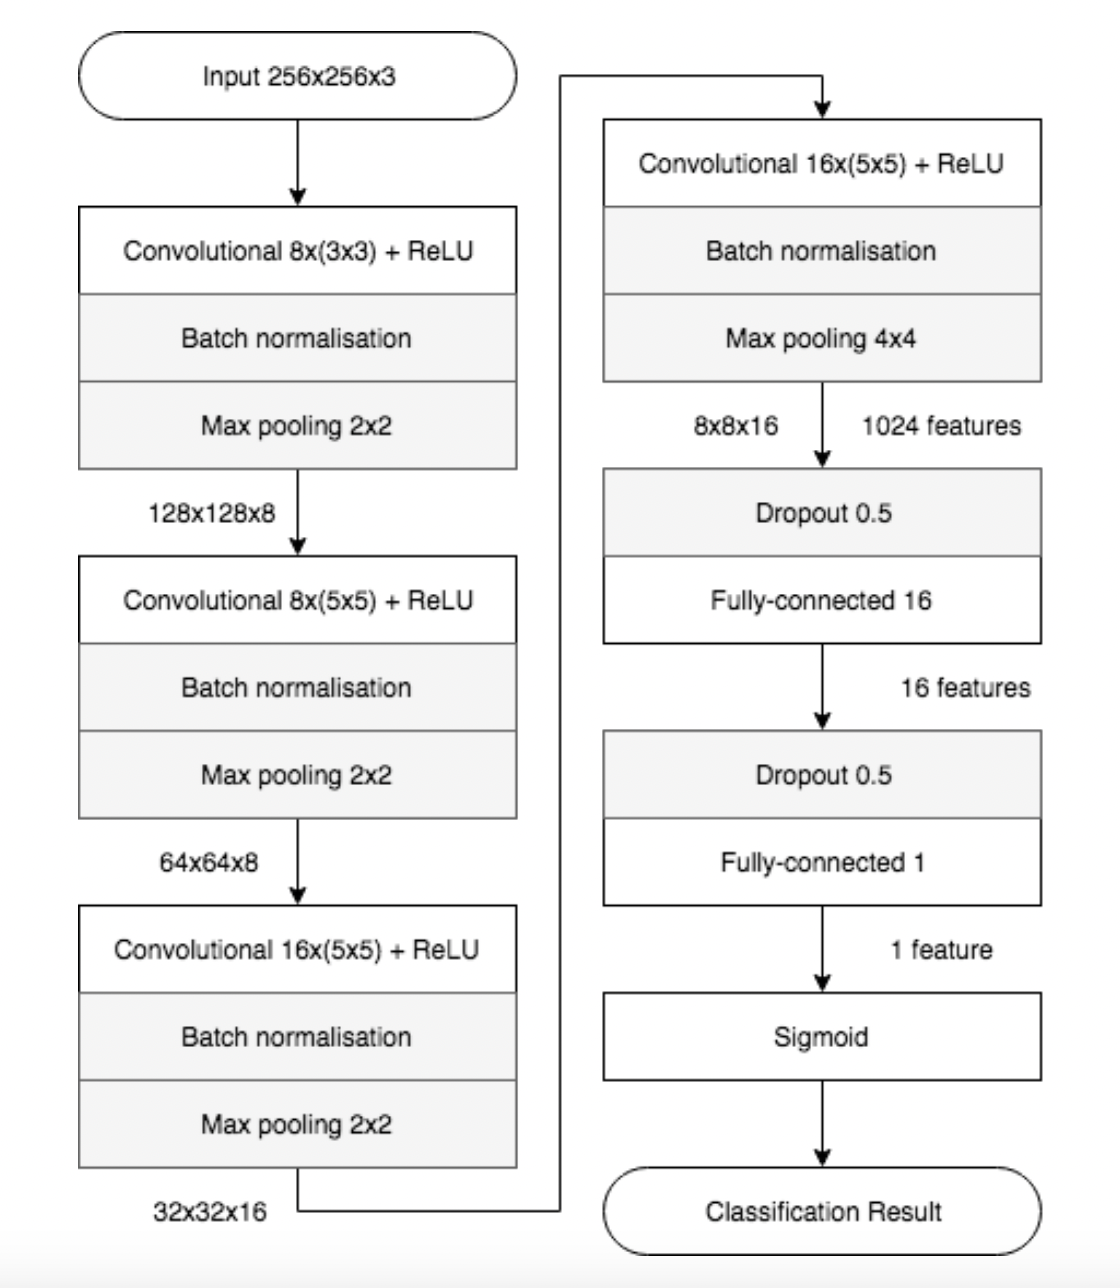 Input 256x256x3
Convolutional 8x(3x3) + ReLU
Batch normalisation
Max pooling 2x2
128x128x8
Convolutional 8x(5x5) + ReLU
Batch normalisation
Max pooling 2x2
64x64x8
Convolutional 16x(5x5) + ReLU
Batch normalisation
Max pooling 2x2
32x32x16
Convolutional 16x(5x5) + ReLU
Batch normalisation
Max pooling 4x4
8x8x16 1024 features
Dropout 0.5
Fully-connected 16
16 features
Dropout 0.5
Fully-connected 1
1 feature
Sigmoid
Classification Result